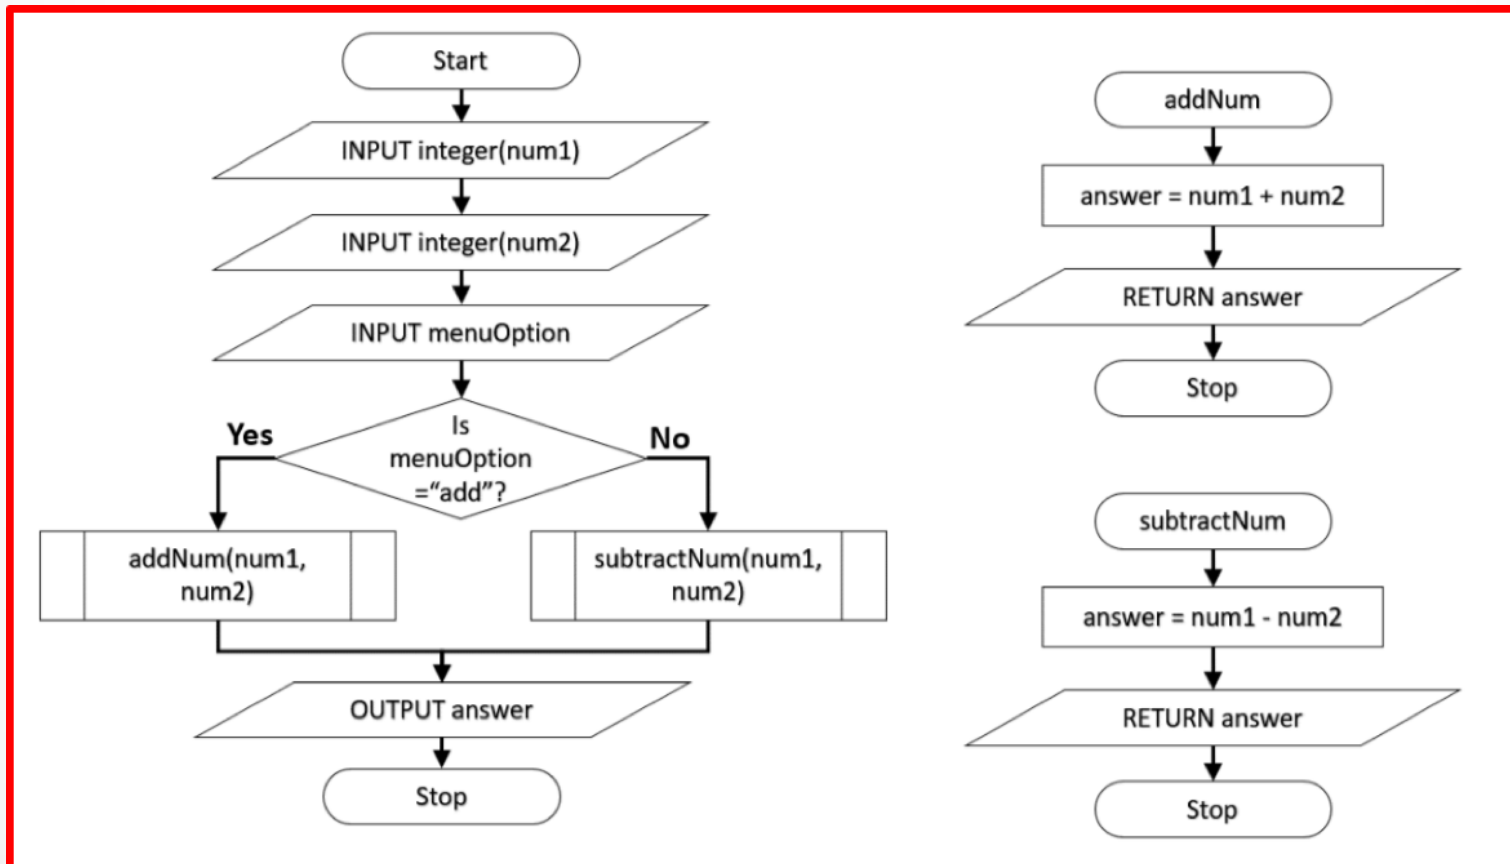 Start
INPUT integer(num1)
INPUT integer(num2)
INPUT menuOption
Is
menuOption
=“add”?
Yes
No
addNum(num1,
num2)
subtractNum(num1,
num2)
OUTPUT answer
Stop
addNum
answer = num1 + num2
RETURN answer
Stop
subtractNum
answer = num1 - num2
RETURN answer
Stop